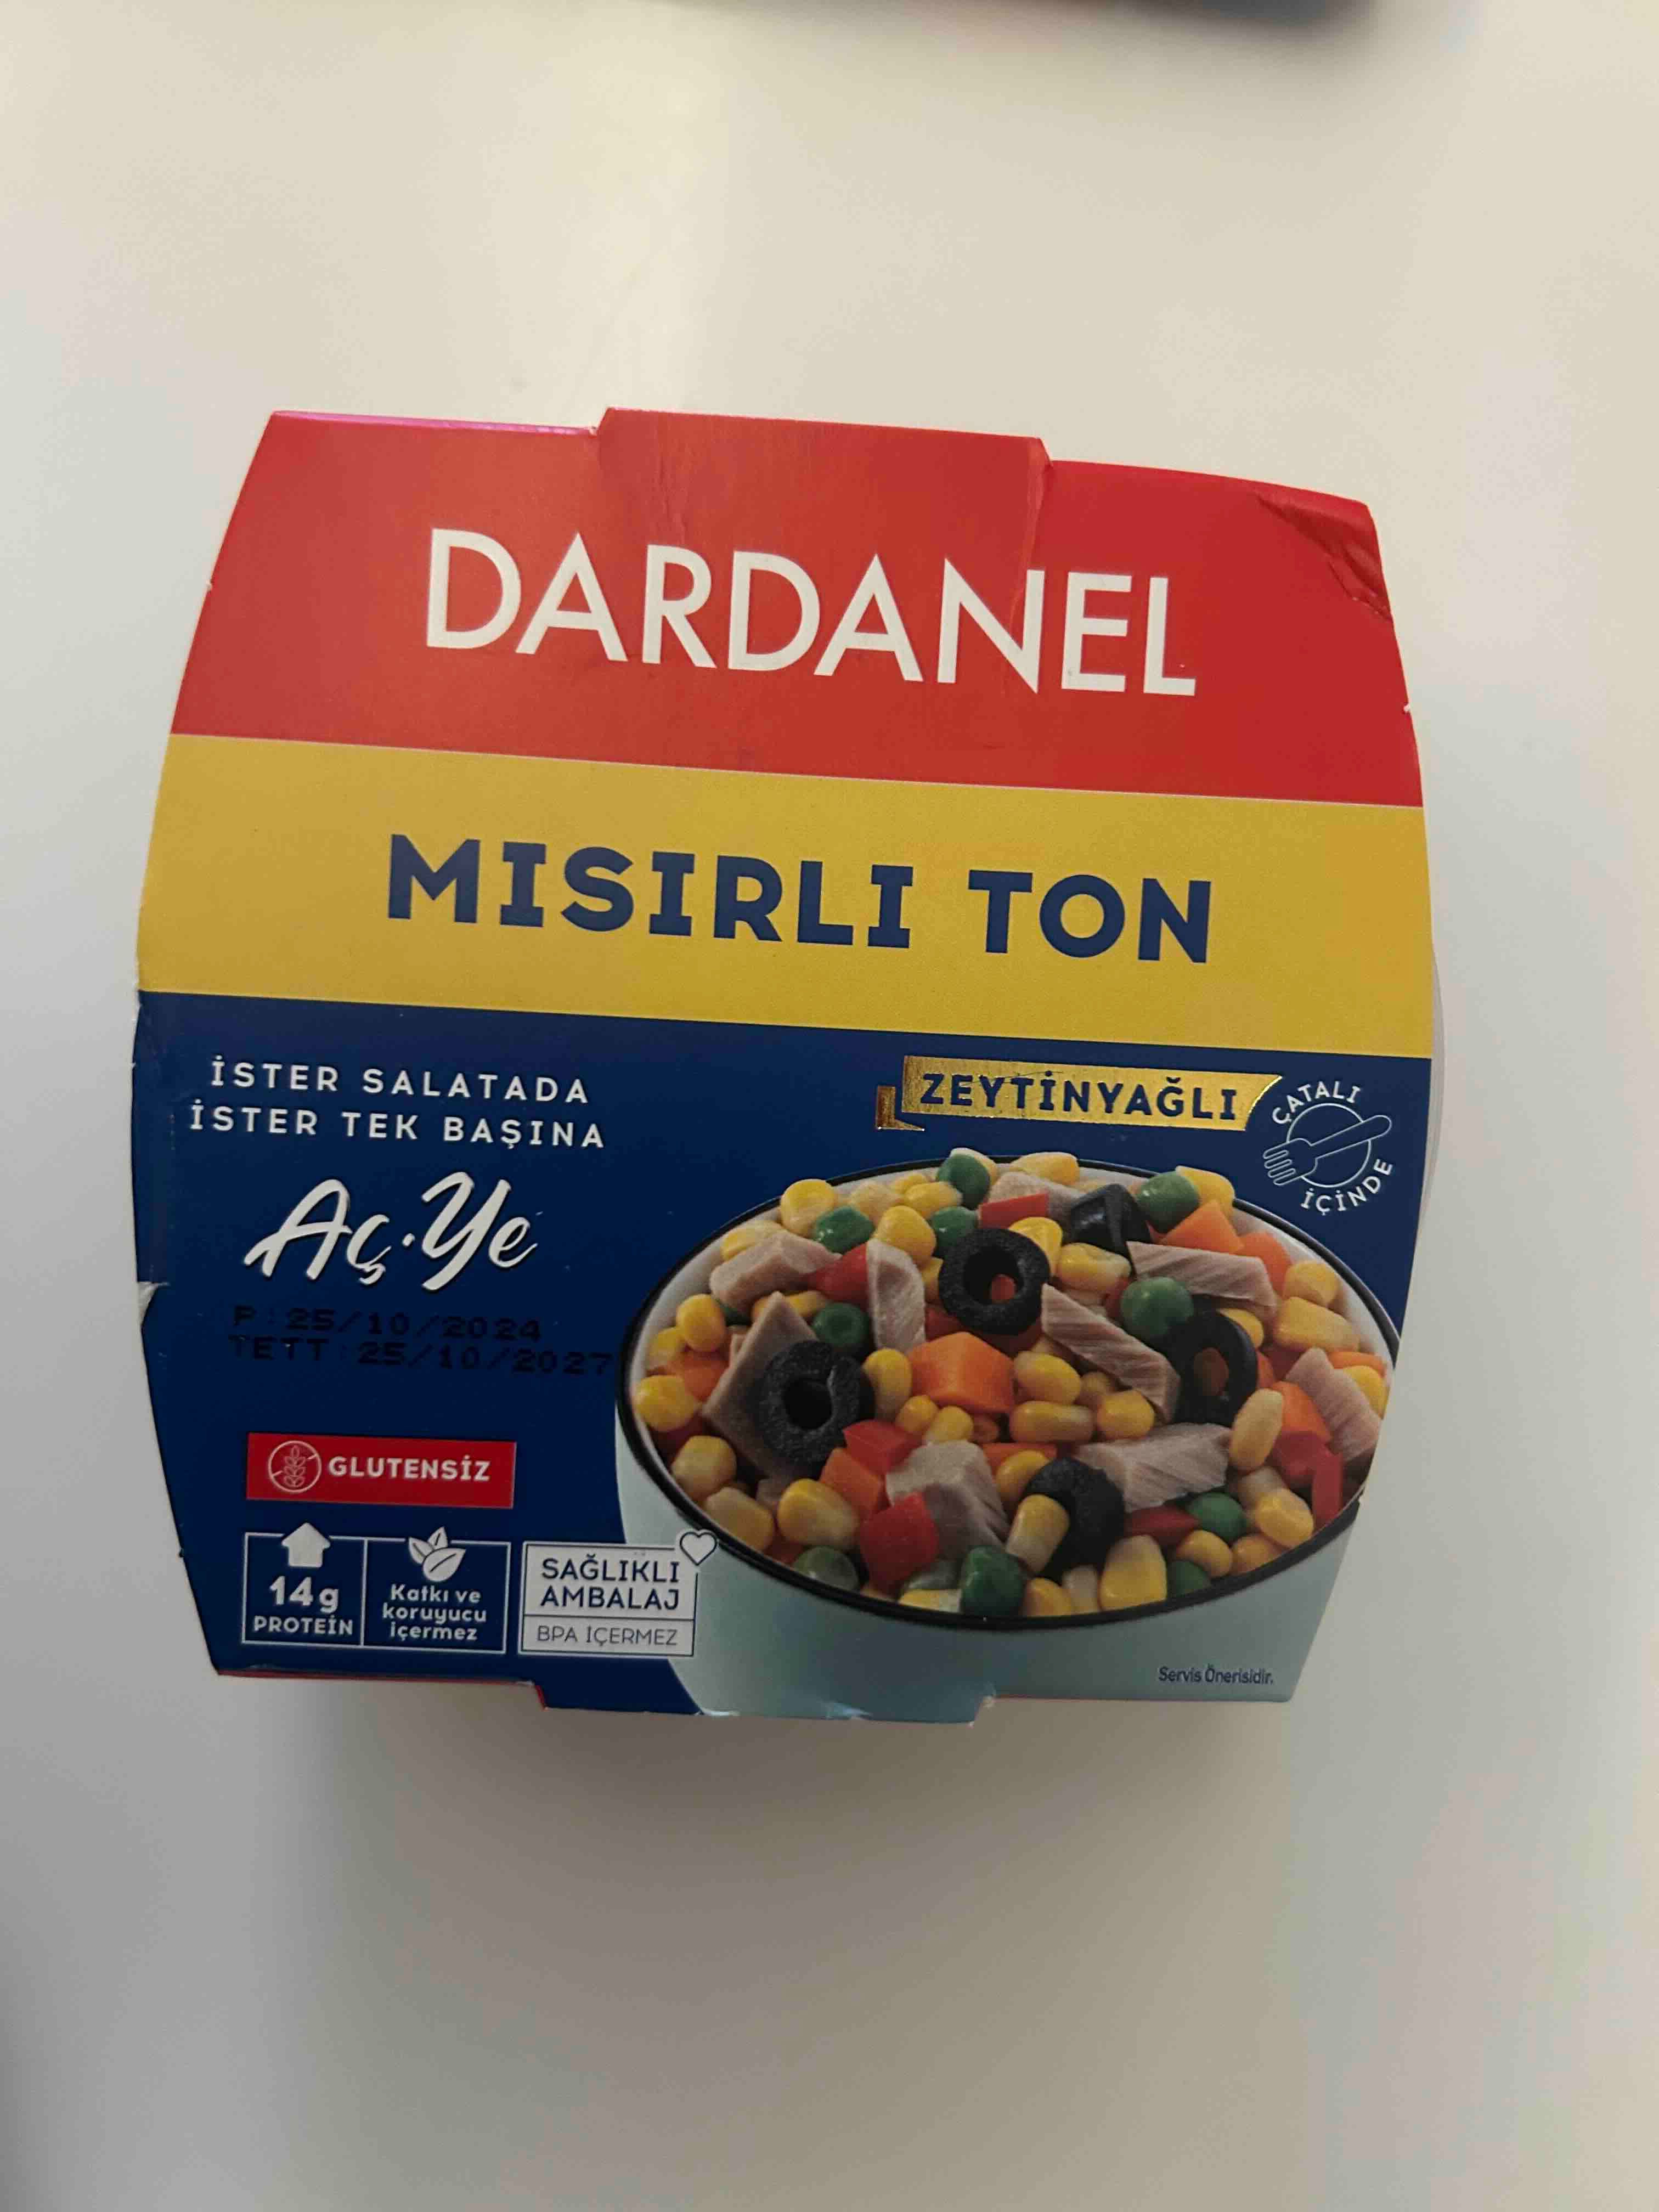 DARDANEL
MISIRLI TON
İSTER SALATADA
İSTER TEK BAŞINA
Aç·Ye
ZEYTİNYAĞLI
ÇATALI
İÇİNDE
P:25/10/2024
TETT:25/10/2027
GLUTENSİZ
14g
PROTEİN
Katkı ve
koruyucu
içermez
SAĞLIKLI
AMBALAJ
BPA İÇERMEZ
Servis Önerisidir.